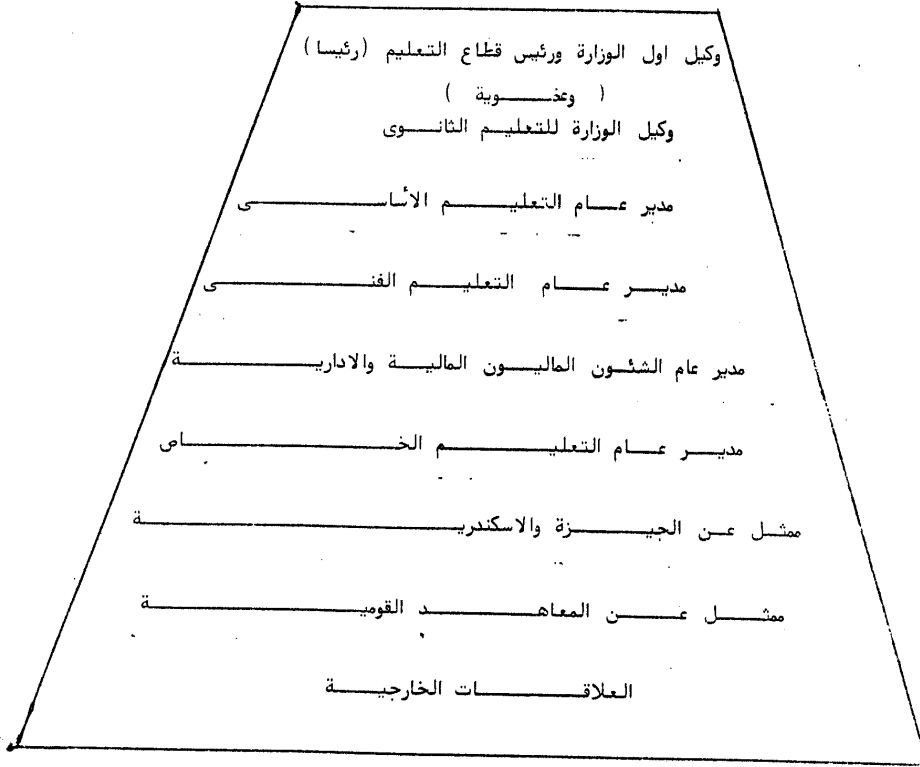 وكيل اول الوزارة ورئيس قطاع التعليم (رئيسا)
( وعضوية )
وكيل الوزارة للتعليم الثانوى
مدير عام التعليم الأساسى
مدير عام التعليم الفنى
مدير عام الشئون الماليون المالية والادارية
مدير عام التعليم الخاص
ممثل عن الجيزة والاسكندرية
ممثل عن المعاهد القومية
العلاقات الخارجية